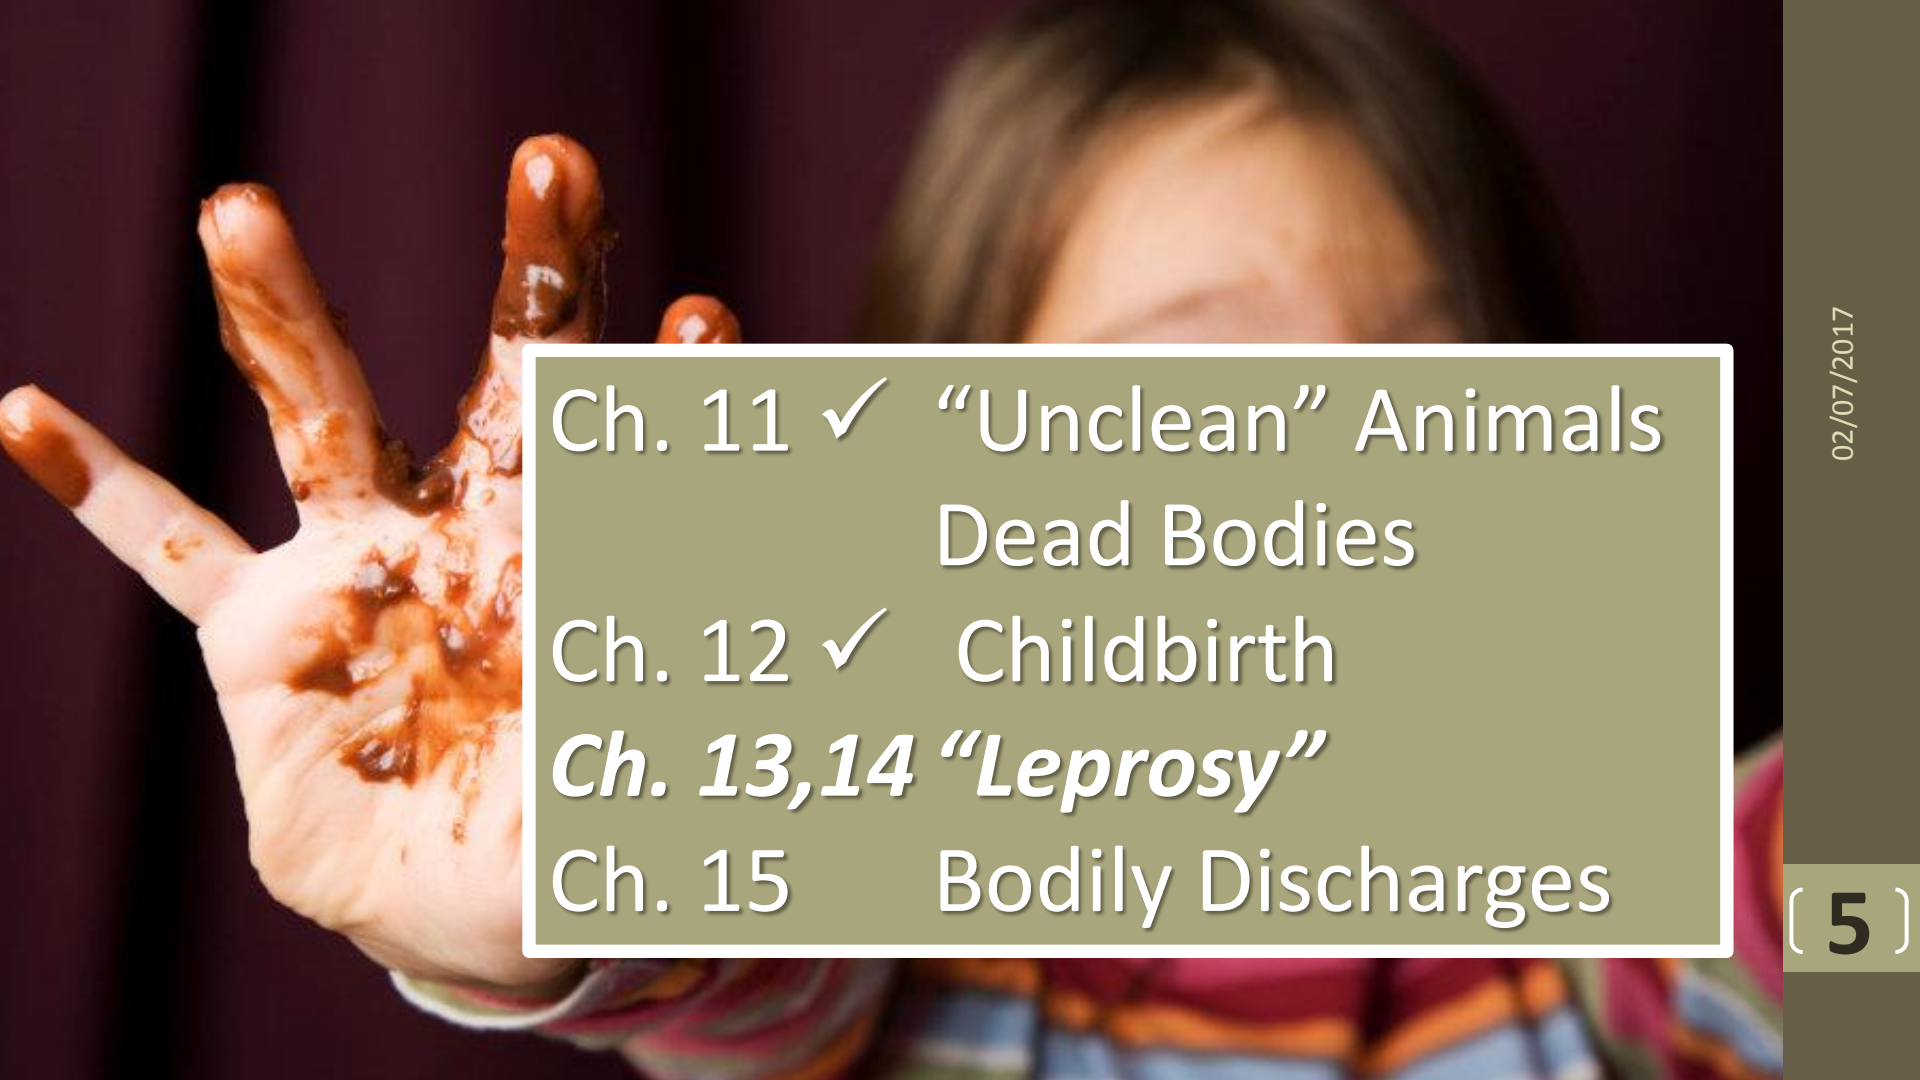 Ch. 11 ✓ “Unclean” Animals
Dead Bodies
Ch. 12 ✓ Childbirth
Ch. 13,14 “Leprosy”
Ch. 15 Bodily Discharges
02/07/2017
5